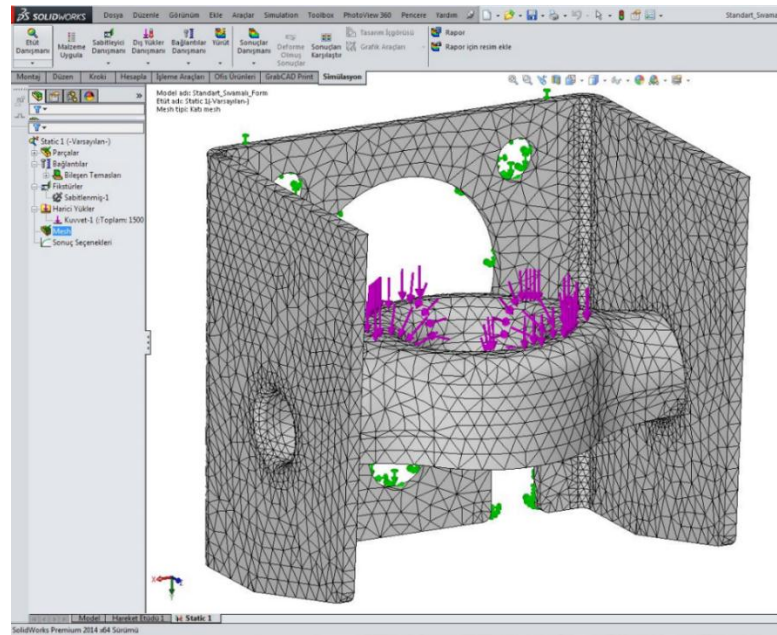 SOLIDWORKS Dosya Düzenle Görünüm Ekle Araçlar Simulation Toolbox PhotoView 360 Pencere Yardım Standart_Svama
Etüt Danışmanı
Malzeme Uygula
Sabitleyici Danışmanı
Dış Yükler Danışmanı
Bağlantılar Danışmanı
Yürüt
Sonuçlar Danışmanı
Deforme Olmuş Sonuçlar
Sonuçları Karşılaştır
Tasarım İçgörüsü
Grafik Araçları
Rapor
Rapor için resim ekle
Montaj Düzen Kroki Hesapla İşleme Araçları Ofis Ürünleri GrabCAD Print Simülasyon
Model adı: Standart_Svamalı_Form
Etüt adı: Static 1(-Varsayılan-)
Mesh tipi: Katı mesh
Static 1 (-Varsayılan-)
Parçalar
Bağlantılar
Bileşen Temasları
Fikstürler
Sabitlenmiş-1
Harici Yükler
Kuvvet-1 (:Toplam: 1500
Mesh
Sonuç Seçenekleri
Model Hareket Etüdü 1 Static 1
SolidWorks Premium 2014 x64 Sürümü